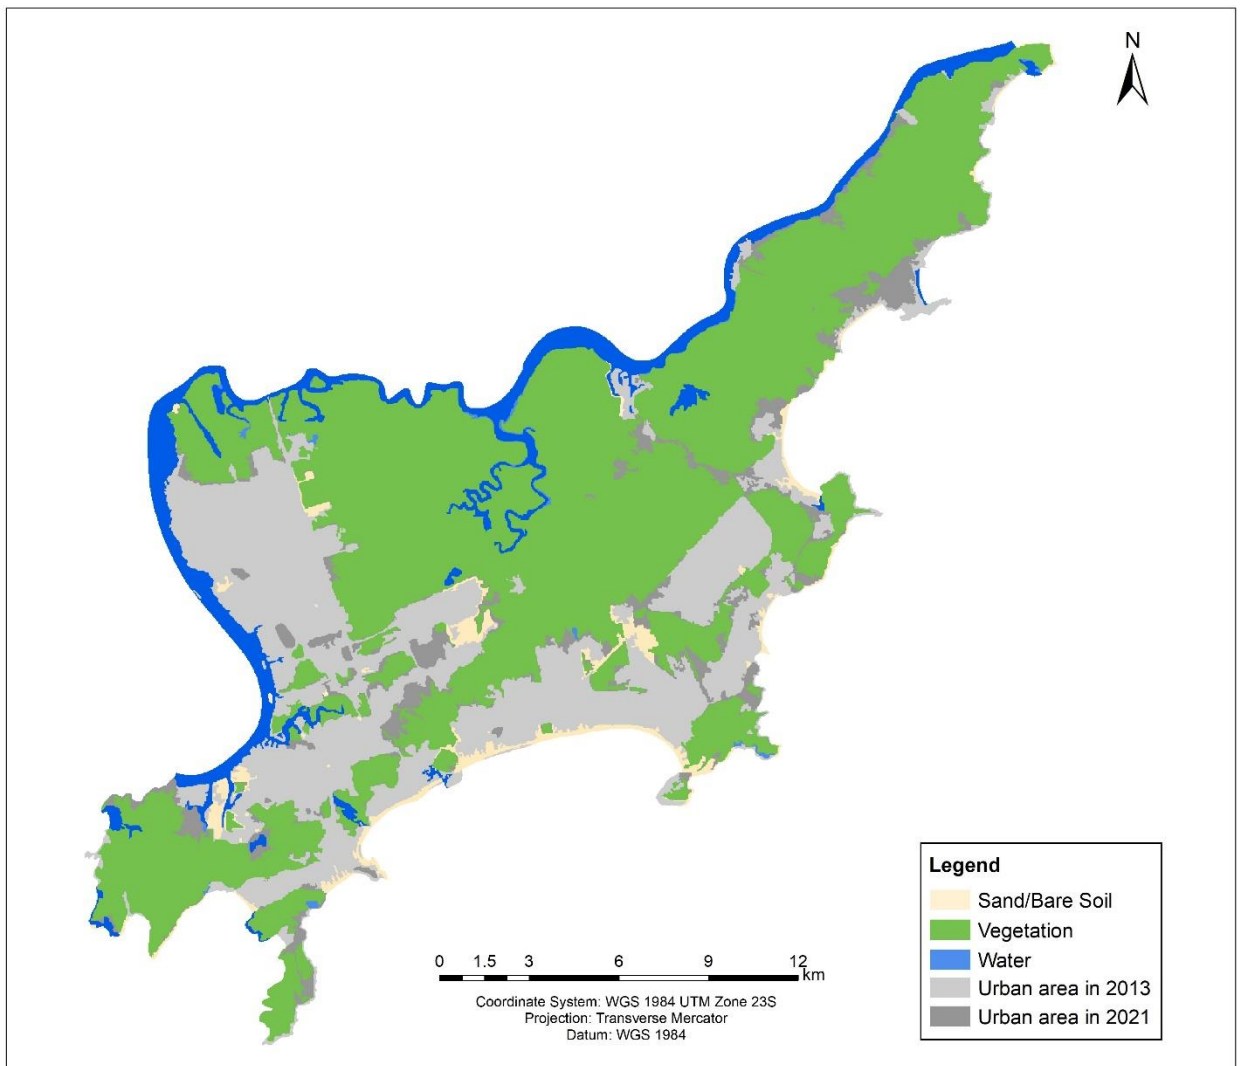 N
Legend
Sand/Bare Soil
Vegetation
Water
Urban area in 2013
Urban area in 2021
0 1.5 3 6 9 12
km
Coordinate System: WGS 1984 UTM Zone 23S
Projection: Transverse Mercator
Datum: WGS 1984